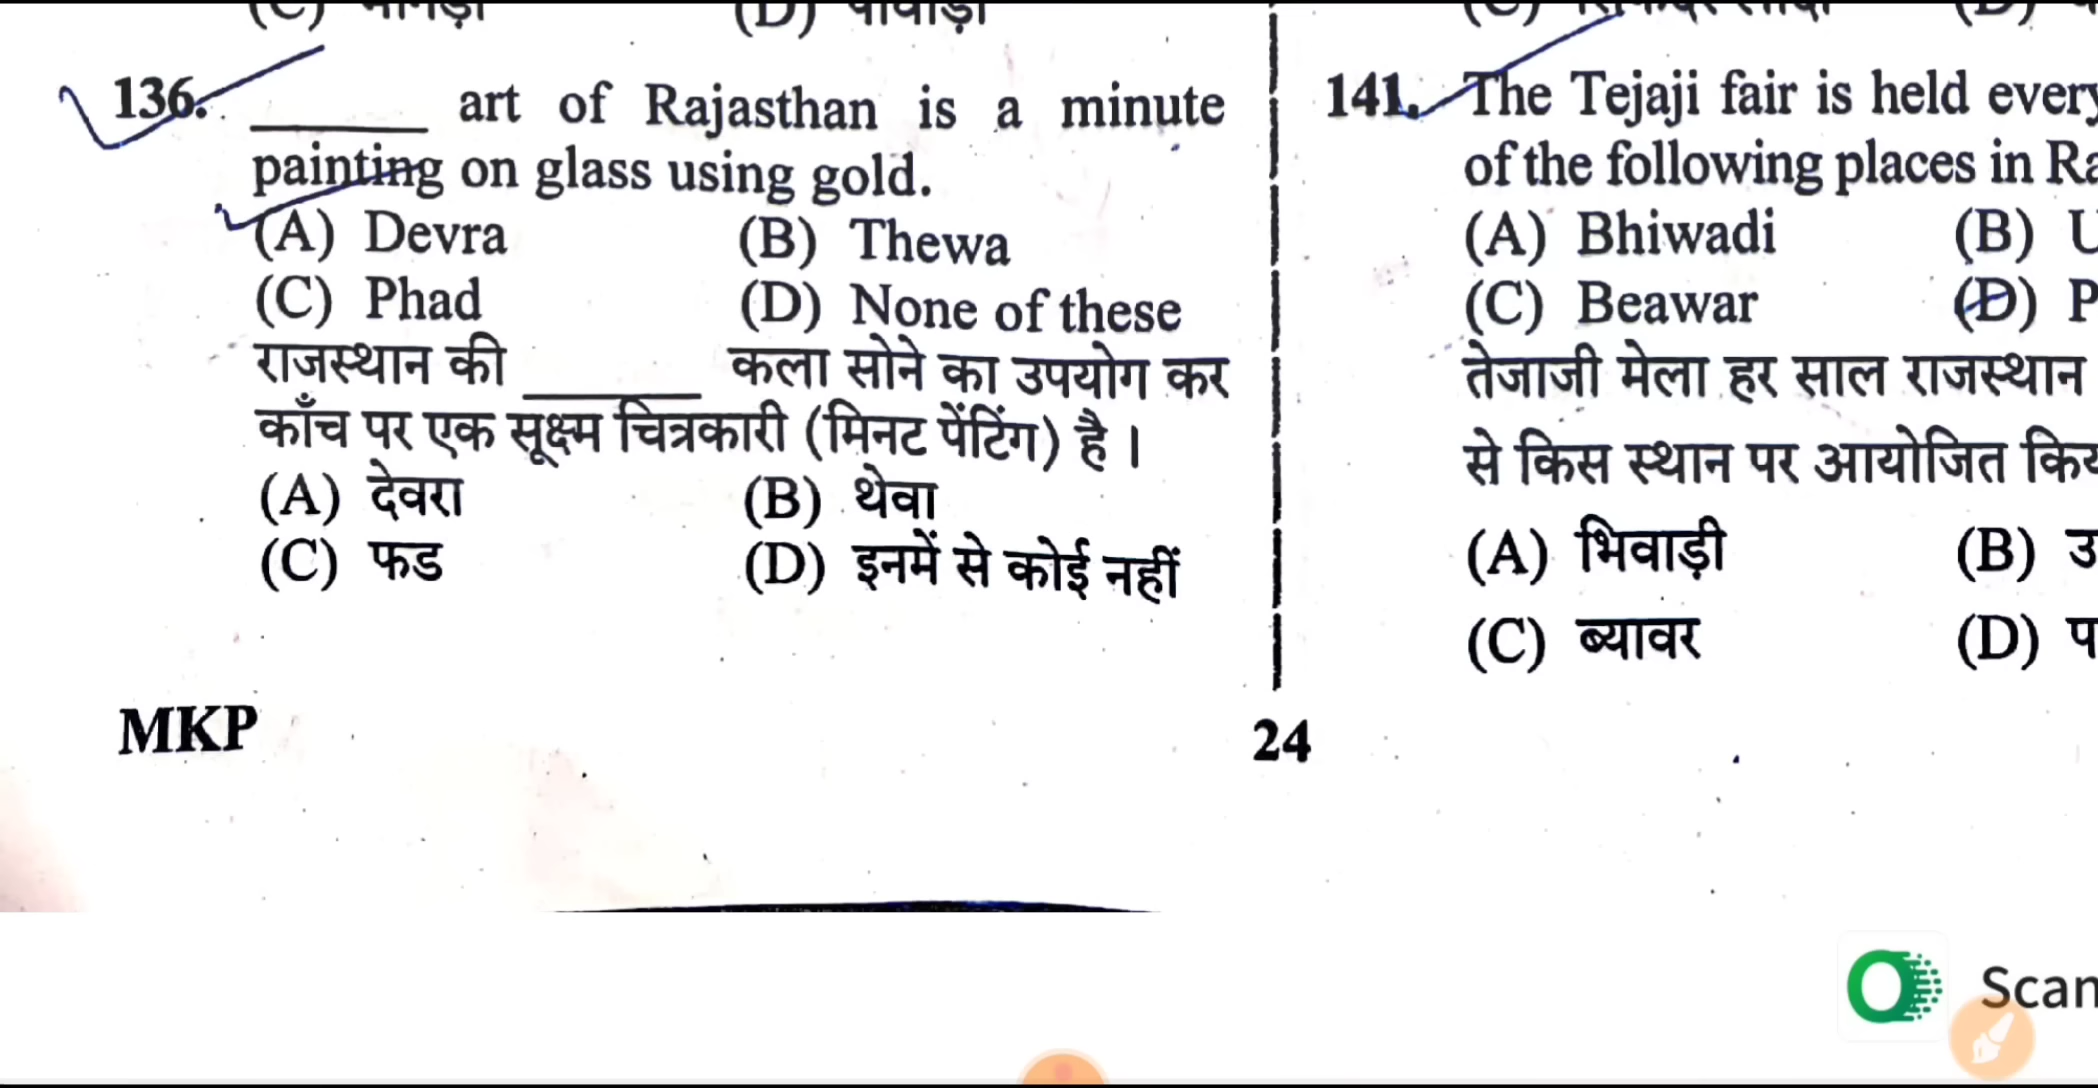 136. ________ art of Rajasthan is a minute
painting on glass using gold.
(A) Devra (B) Thewa
(C) Phad (D) None of these
राजस्थान की ________ कला सोने का उपयोग कर
काँच पर एक सूक्ष्म चित्रकारी (मिनट पेंटिंग) है ।
(A) देवरा (B) थेवा
(C) फड (D) इनमें से कोई नहीं
MKP
24
141. The Tejaji fair is held every
of the following places in
(A) Bhiwadi (B)
(C) Beawar (D)
तेजाजी मेला हर साल राजस्थान
से किस स्थान पर आयोजित
(A) भिवाड़ी (B)
(C) ब्यावर (D)
Scan